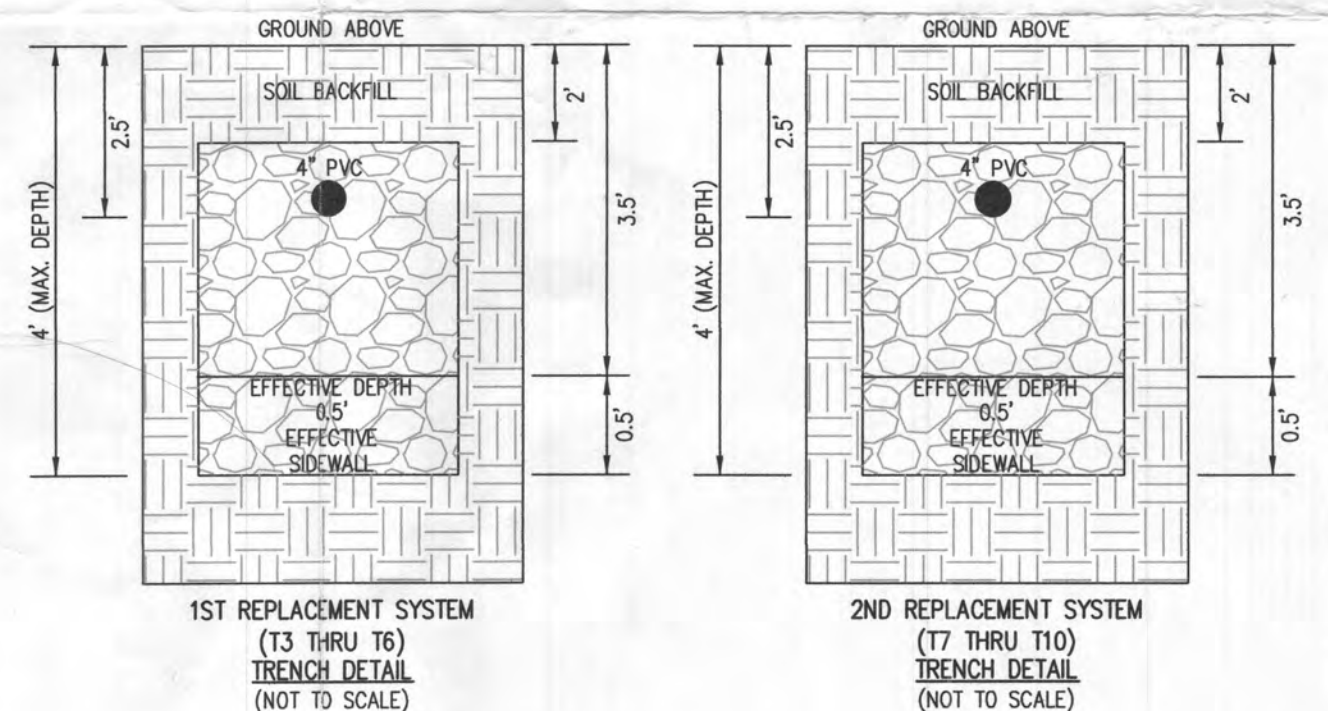 GROUND ABOVE
SOIL BACKFILL
4" PVC
2.5'
4' (MAX. DEPTH)
2'
3.5'
EFFECTIVE DEPTH
0.5'
EFFECTIVE
SIDEWALL
0.5'
1ST REPLACEMENT SYSTEM
(T3 THRU T6)
TRENCH DETAIL
(NOT TO SCALE)
GROUND ABOVE
SOIL BACKFILL
4" PVC
2.5'
4' (MAX. DEPTH)
2'
3.5'
EFFECTIVE DEPTH
0.5'
EFFECTIVE
SIDEWALL
0.5'
2ND REPLACEMENT SYSTEM
(T7 THRU T10)
TRENCH DETAIL
(NOT TO SCALE)